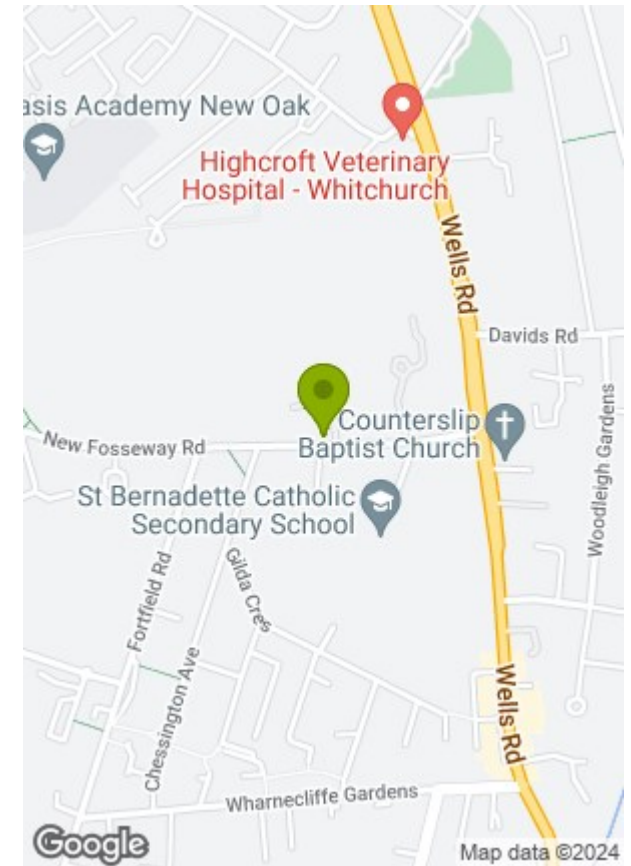 asis Academy New Oak
Highcroft Veterinary
Hospital - Whitchurch
Wells Rd
Davids Rd
Woodleigh Gardens
Counterslip
Baptist Church
New Fosseway Rd
St Bernadette Catholic
Secondary School
Gilda Cres
Fortfield Rd
Chessington Ave
Wells Rd
Wharnecliffe Gardens
Google
Map data ©2024